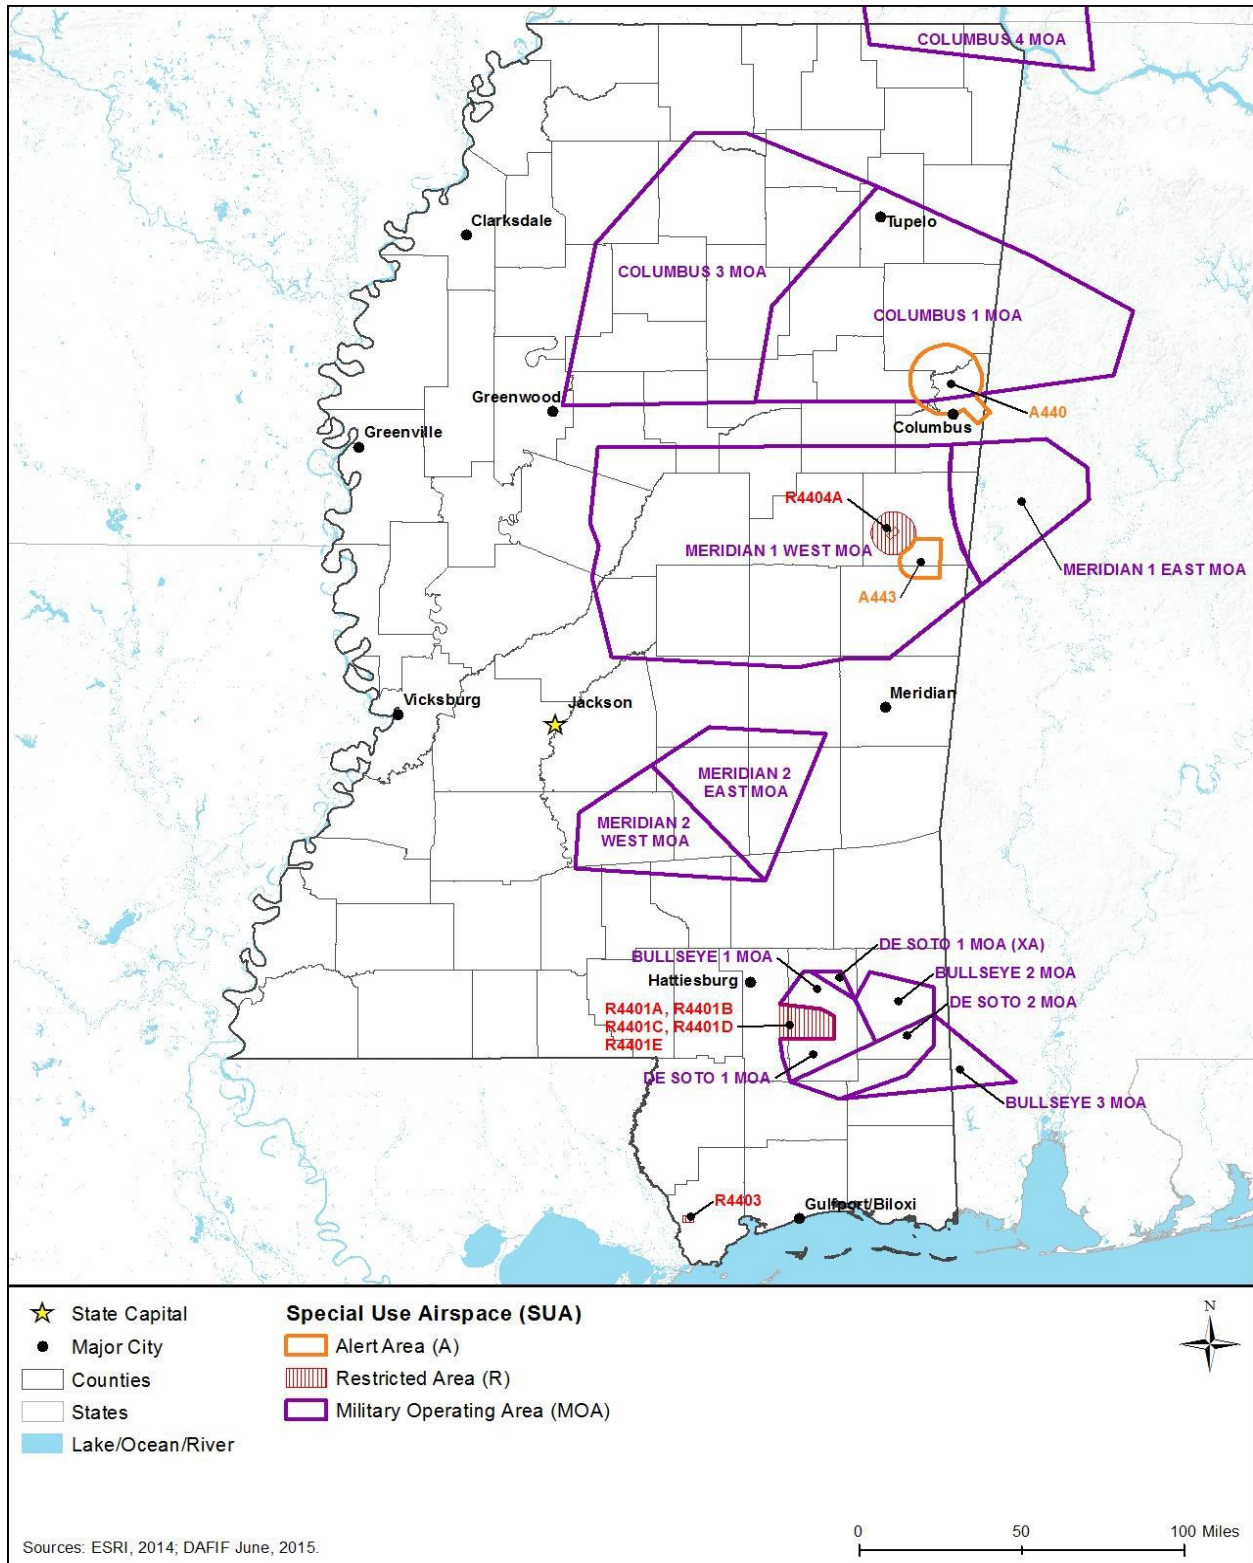 COLUMBUS 4 MOA
Clarksdale
Tupelo
COLUMBUS 3 MOA
COLUMBUS 1 MOA
Greenwood
A440
Columbus
Greenville
R4404A
MERIDIAN 1 WEST MOA
MERIDIAN 1 EAST MOA
A443
Meridian
Vicksburg
Jackson
MERIDIAN 2
EAST MOA
MERIDIAN 2
WEST MOA
DE SOTO 1 MOA (XA)
BULLSEYE 1 MOA
BULLSEYE 2 MOA
Hattiesburg
DE SOTO 2 MOA
R4401A, R4401B
R4401C, R4401D
R4401E
DE SOTO 1 MOA
BULLSEYE 3 MOA
R4403
Gulfport/Biloxi
State Capital
Major City
Counties
States
Lake/Ocean/River
Special Use Airspace (SUA)
Alert Area (A)
Restricted Area (R)
Military Operating Area (MOA)
N
0 50 100 Miles
Sources: ESRI, 2014; DAFIF June, 2015.